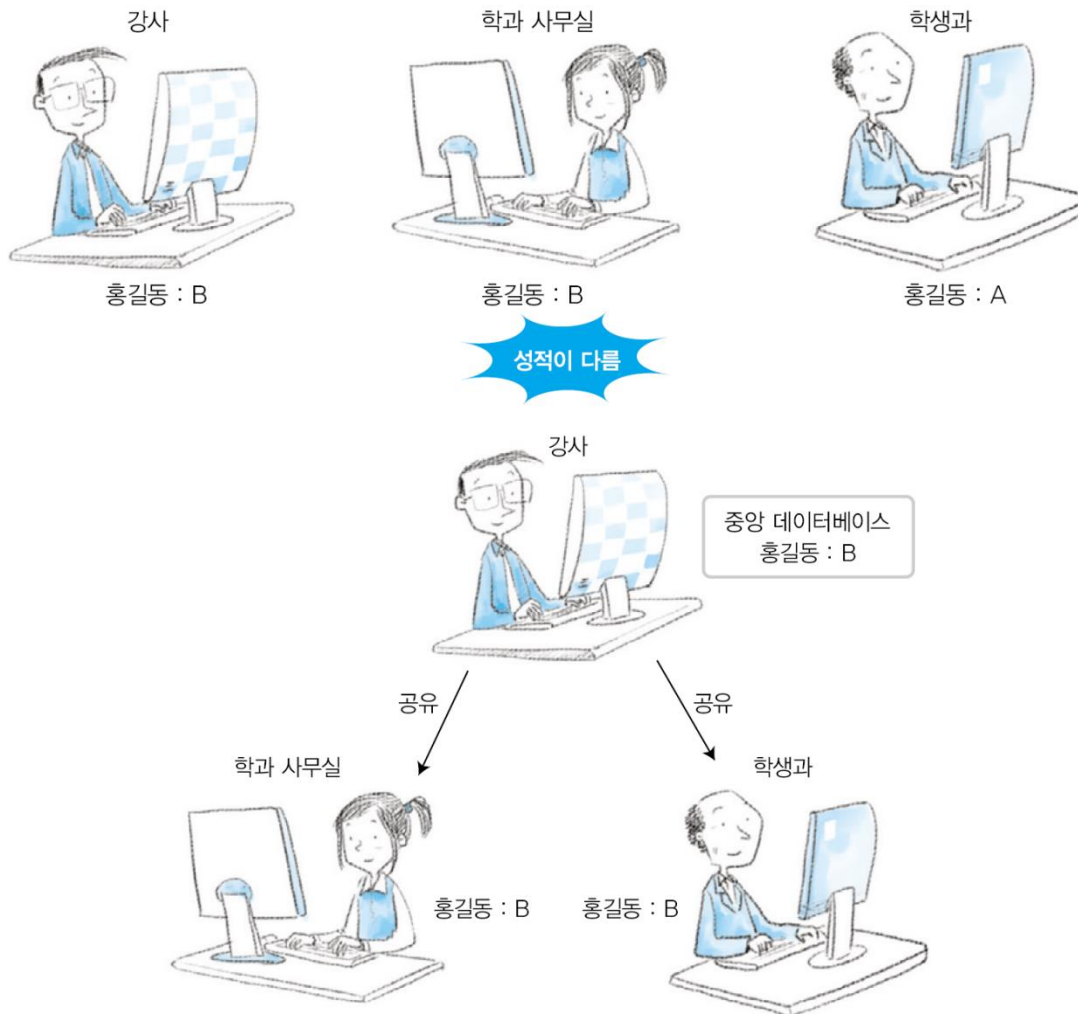 강사
학과 사무실
학생과
홍길동 : B
홍길동 : B
홍길동 : A
성적이 다름
강사
중앙 데이터베이스
홍길동 : B
공유
공유
학과 사무실
학생과
홍길동 : B
홍길동 : B